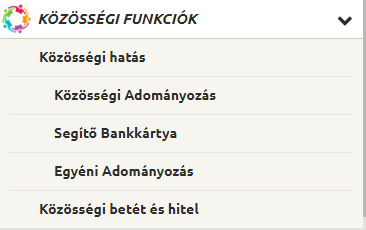 KÖZÖSSÉGI FUNKCIÓK
Közösségi hatás
Közösségi Adományozás
Segítő Bankkártya
Egyéni Adományozás
Közösségi betét és hitel